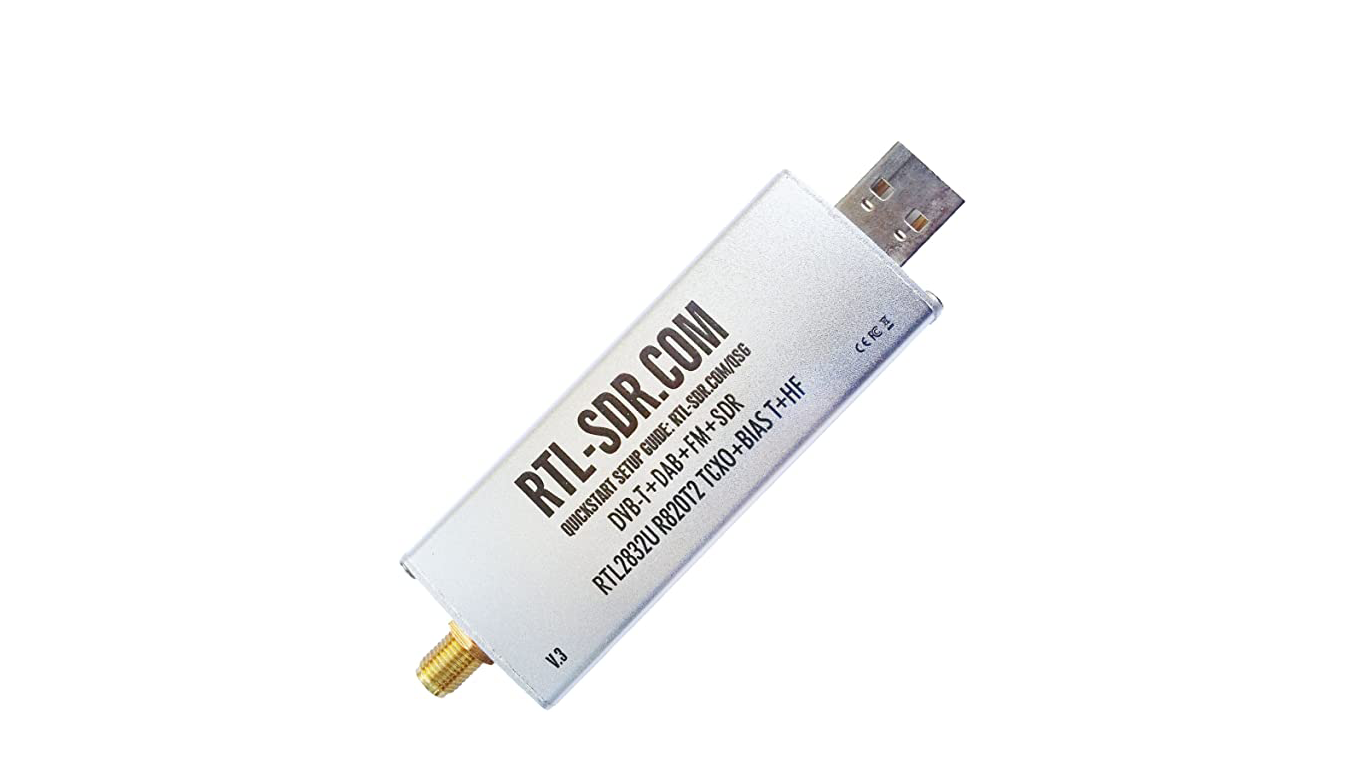 RTL-SDR.COM
QUICKSTART SETUP GUIDE: RTL-SDR.COM/QSG
DVB-T+DAB+FM+SDR
RTL2832U R820T2 TCXO+BIAS T+HF
CE FC
V.3